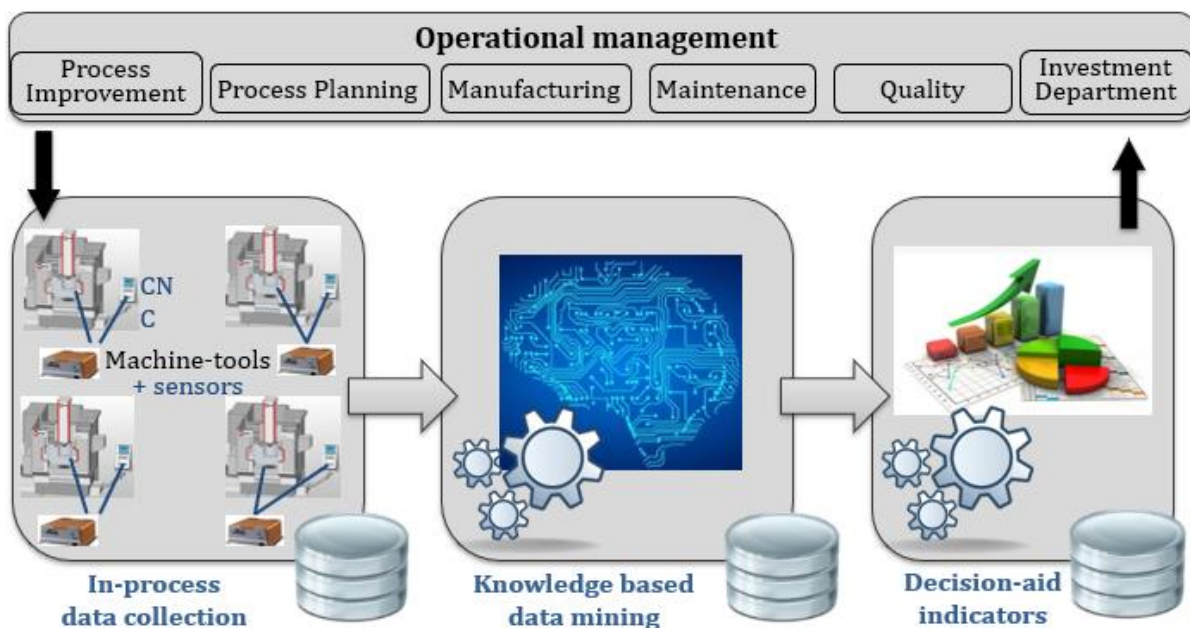 Operational management
Process
Improvement
Process Planning
Manufacturing
Maintenance
Quality
Investment
Department
CN
C
Machine-tools
+ sensors
In-process
data collection
Knowledge based
data mining
Decision-aid
indicators